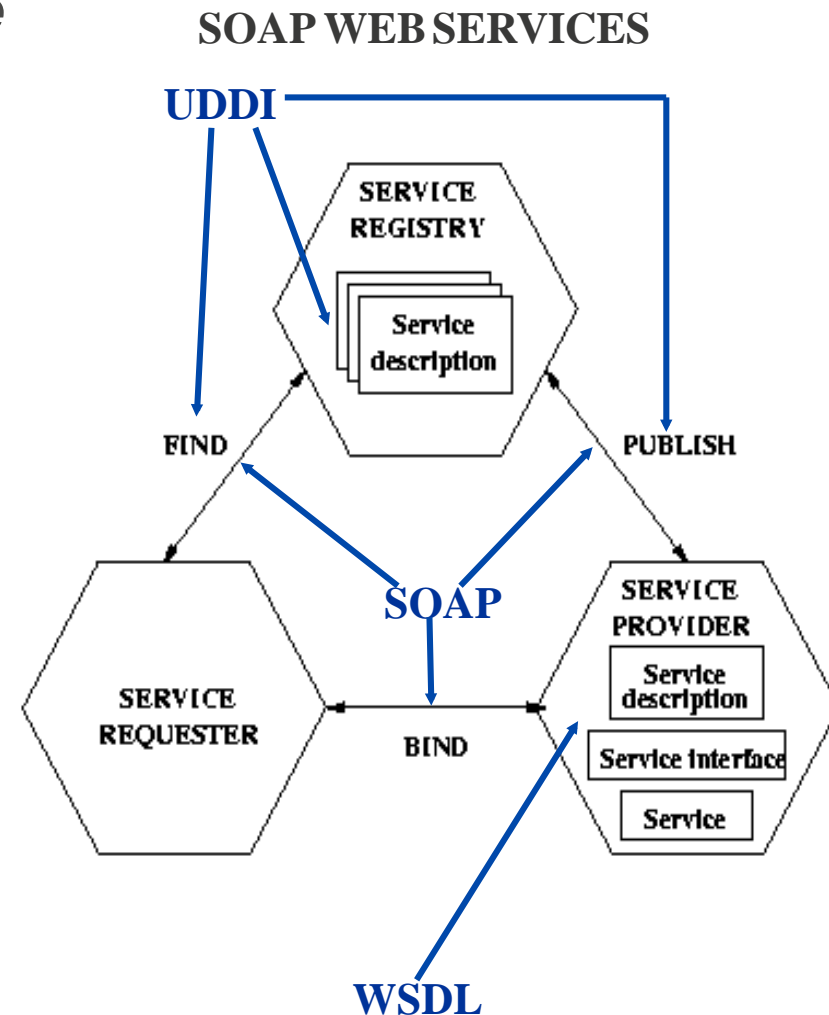 e
SOAP WEB SERVICES
UDDI
SERVICE
REGISTRY
Service
description
FIND
PUBLISH
SOAP
SERVICE
REQUESTER
BIND
SERVICE
PROVIDER
Service
description
Service interface
Service
WSDL